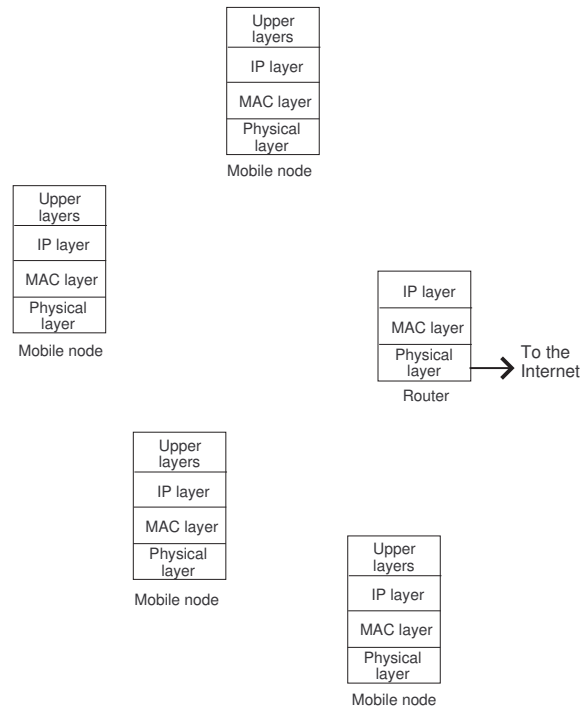 Upper
layers
IP layer
MAC layer
Physical
layer
Mobile node
Upper
layers
IP layer
MAC layer
Physical
layer
Mobile node
IP layer
MAC layer
Physical
layer
Router
To the
Internet
Upper
layers
IP layer
MAC layer
Physical
layer
Mobile node
Upper
layers
IP layer
MAC layer
Physical
layer
Mobile node